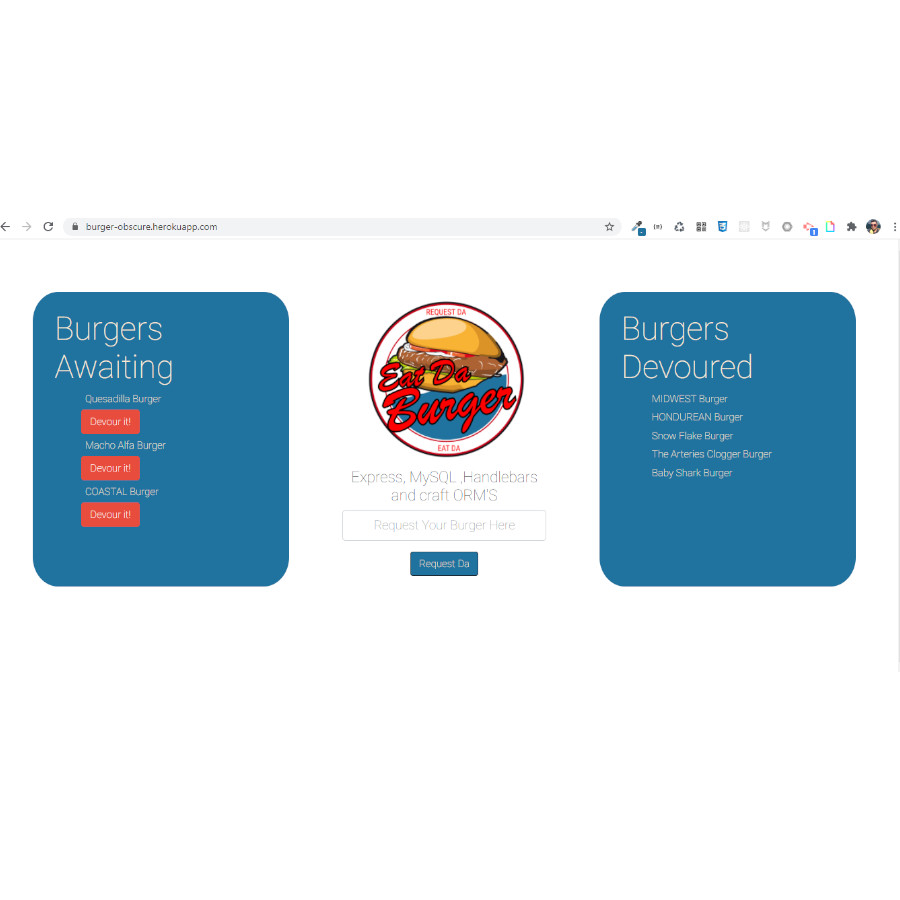 burger-obscure.herokuapp.com
Burgers
Awaiting
Quesadilla Burger
Devour it!
Macho Alfa Burger
Devour it!
COASTAL Burger
Devour it!
REQUEST DA
Eat Da
Burger
EAT DA
Express, MySQL ,Handlebars
and craft ORM'S
Request Your Burger Here
Request Da
Burgers
Devoured
MIDWEST Burger
HONDUREAN Burger
Snow Flake Burger
The Arteries Clogger Burger
Baby Shark Burger